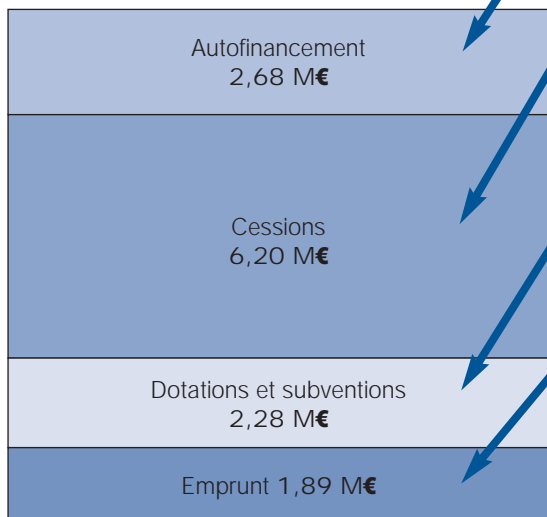 Autofinancement
2,68 M€
Cessions
6,20 M€
Dotations et subventions
2,28 M€
Emprunt 1,89 M€